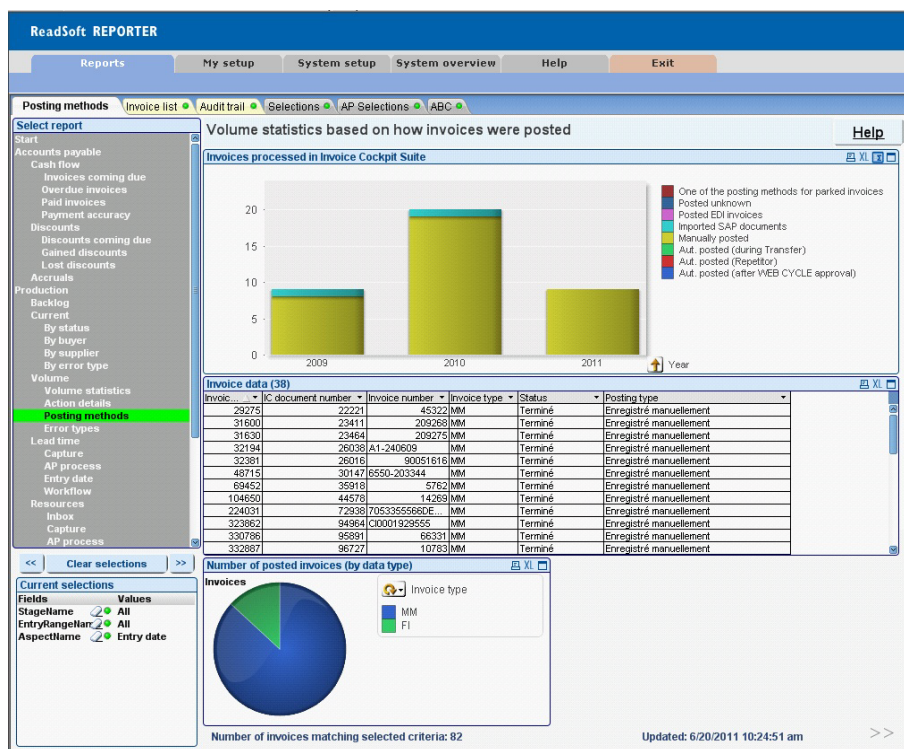 ReadSoft REPORTER
Reports My setup System setup System overview Help Exit
Posting methods Invoice list Audit trail Selections AP Selections ABC
Select report
Start
Accounts payable
Cash flow
Invoices coming due
Overdue invoices
Paid invoices
Payment accuracy
Discounts
Discounts coming due
Gained discounts
Lost discounts
Accruals
Production
Backlog
Current
By status
By buyer
By supplier
By error type
Volume
Volume statistics
Action details
Posting methods
Error types
Lead time
Capture
AP process
Entry date
Workflow
Resources
Inbox
Capture
AP process
<< Clear selections >>
Current selections
Fields Values
StageName All
EntryRangeNam All
AspectName Entry date
Volume statistics based on how invoices were posted
Help
Invoices processed in Invoice Cockpit Suite
XL
20
15
10
5
0
2009 2010 2011 Year
One of the posting methods for parked invoices
Posted unknown
Posted EDI invoices
Imported SAP documents
Manually posted
Aut. posted (during Transfer)
Aut. posted (Repetitor)
Aut. posted (after WEB CYCLE approval)
Invoice data (38)
XL
Invoic... IC document number Invoice number Invoice type Status Posting type
29275 22221 45322 MM Terminé Enregistré manuellement
31600 23411 209268 MM Terminé Enregistré manuellement
31630 23464 209275 MM Terminé Enregistré manuellement
32194 26038 A1-240609 MM Terminé Enregistré manuellement
32381 26016 90051616 MM Terminé Enregistré manuellement
48715 30147 6550-203344 MM Terminé Enregistré manuellement
69452 35918 5762 MM Terminé Enregistré manuellement
104650 44578 14269 MM Terminé Enregistré manuellement
224031 72938 7053355566DE... MM Terminé Enregistré manuellement
323862 94964 CI0001929555 MM Terminé Enregistré manuellement
330786 95891 66331 MM Terminé Enregistré manuellement
332887 96727 10783 MM Terminé Enregistré manuellement
Number of posted invoices (by data type)
XL
Invoices
Invoice type
MM
FI
Number of invoices matching selected criteria: 82
Updated: 6/20/2011 10:24:51 am
>>